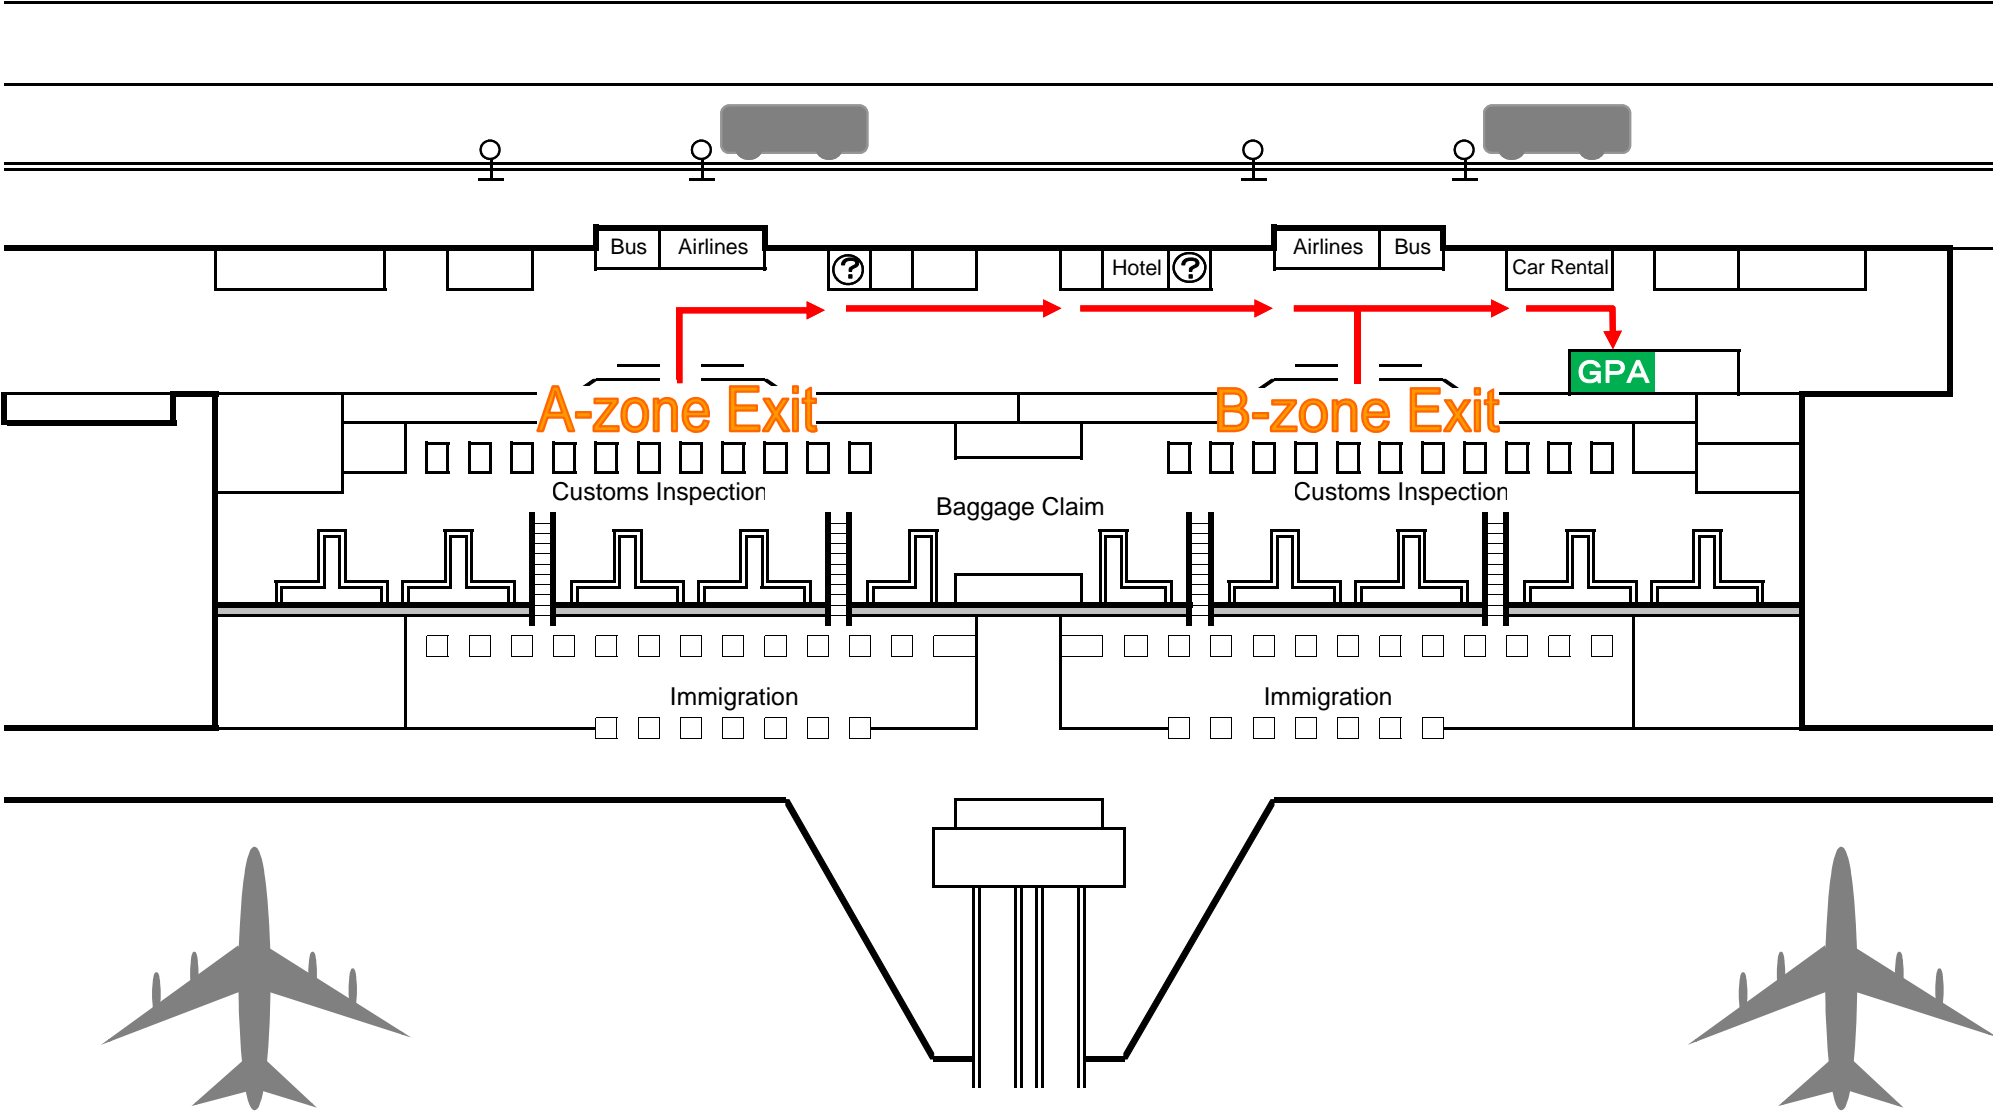 Bus
Airlines
Airlines
Bus
?
Hotel
?
Car Rental
GPA
A-zone Exit
B-zone Exit
Customs Inspection
Customs Inspection
Baggage Claim
Immigration
Immigration